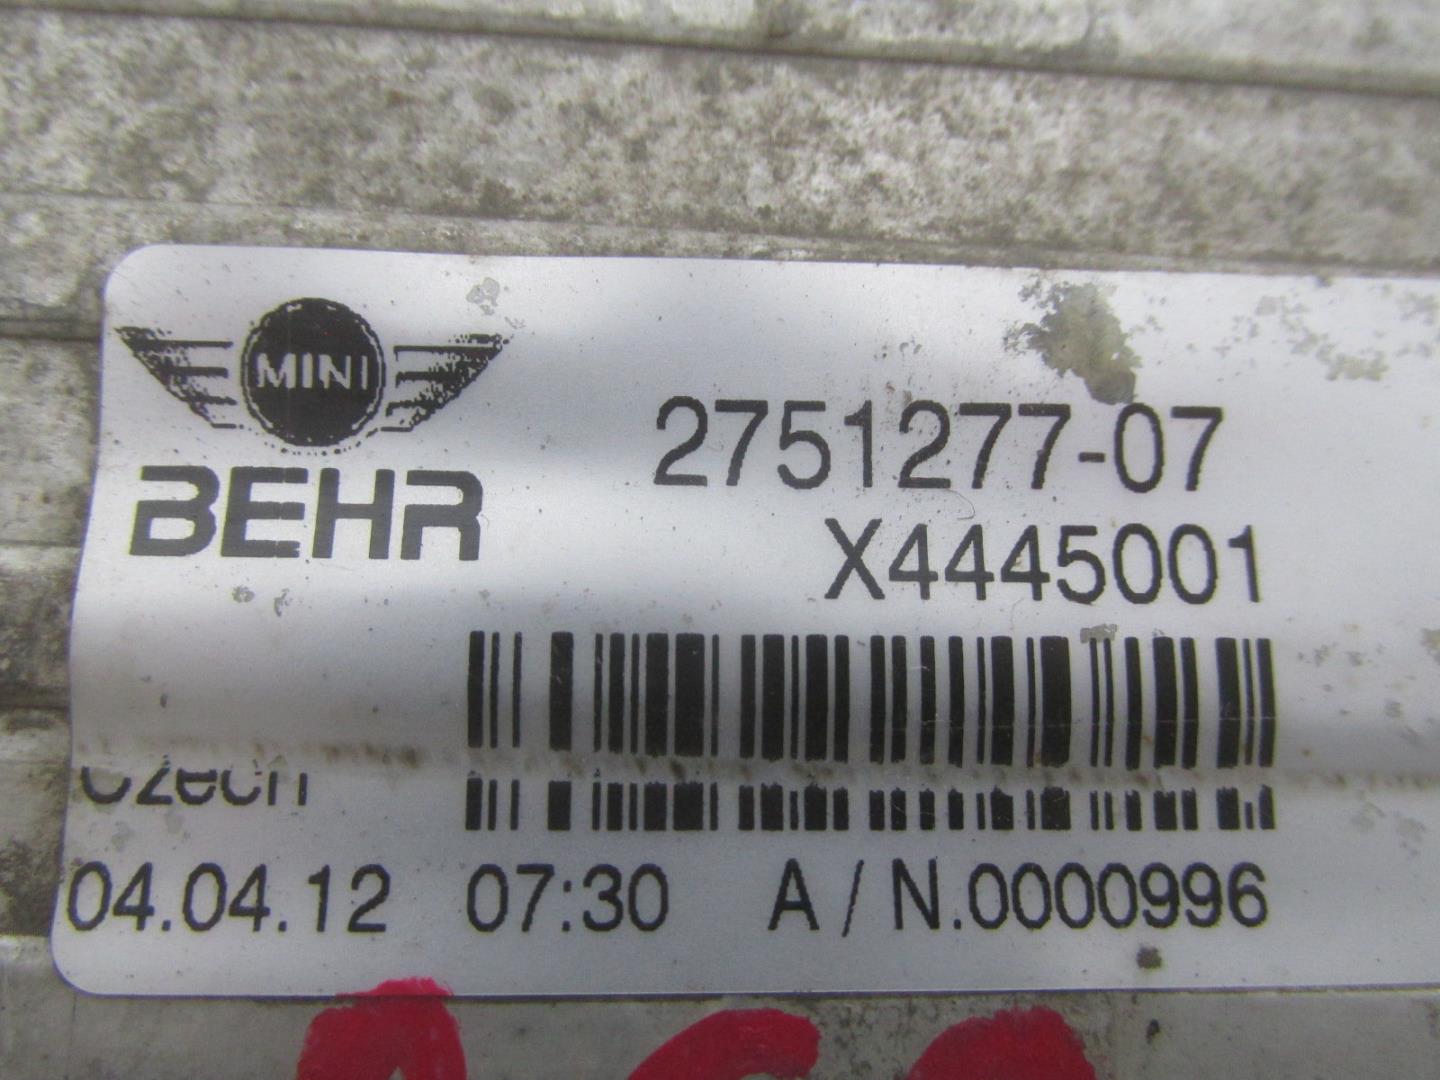 MINI
BEHR
2751277-07
X4445001
Czech
04.04.12 07:30 A/N.0000996